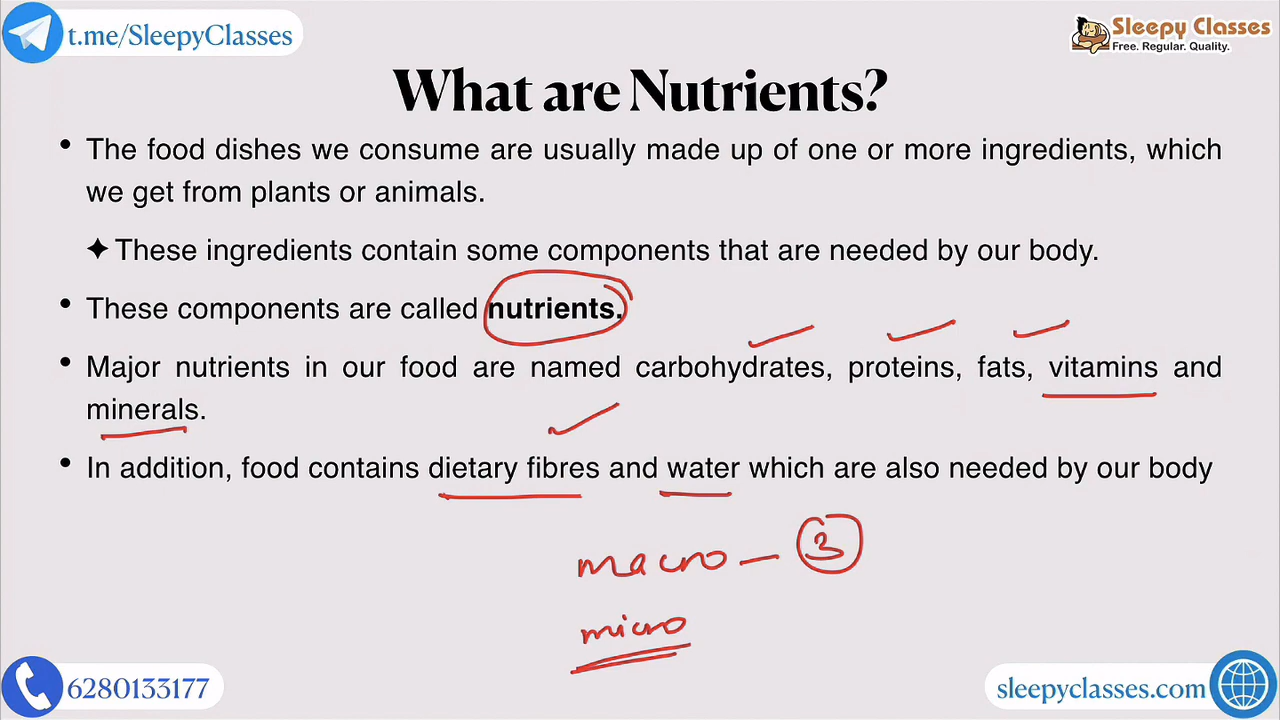 t.me/SleepyClasses
Sleepy Classes
Free. Regular. Quality.
What are Nutrients?
• The food dishes we consume are usually made up of one or more ingredients, which
we get from plants or animals.
✦ These ingredients contain some components that are needed by our body.
• These components are called nutrients.
• Major nutrients in our food are named carbohydrates, proteins, fats, vitamins and
minerals.
• In addition, food contains dietary fibres and water which are also needed by our body
macro – 3
micro
6280133177
sleepyclasses.com